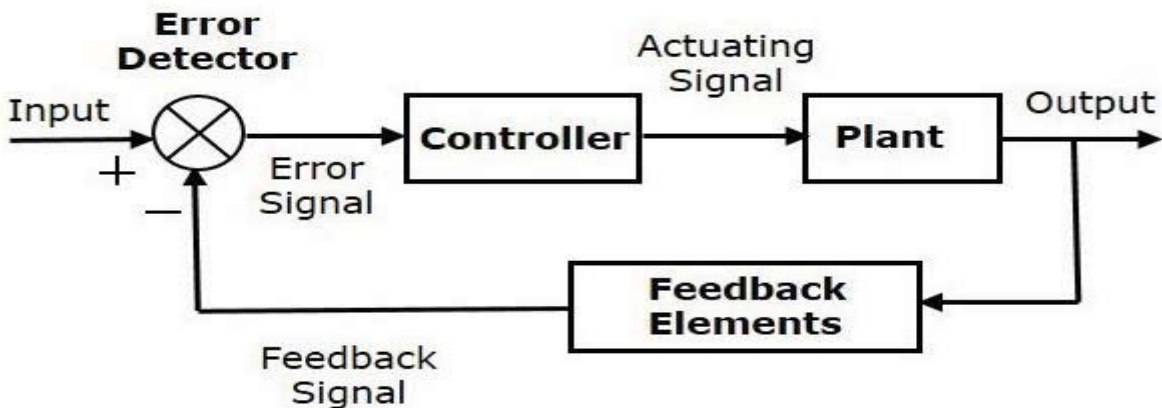 Error
Detector
Input
+
−
Error
Signal
Controller
Actuating
Signal
Plant
Output
Feedback
Elements
Feedback
Signal